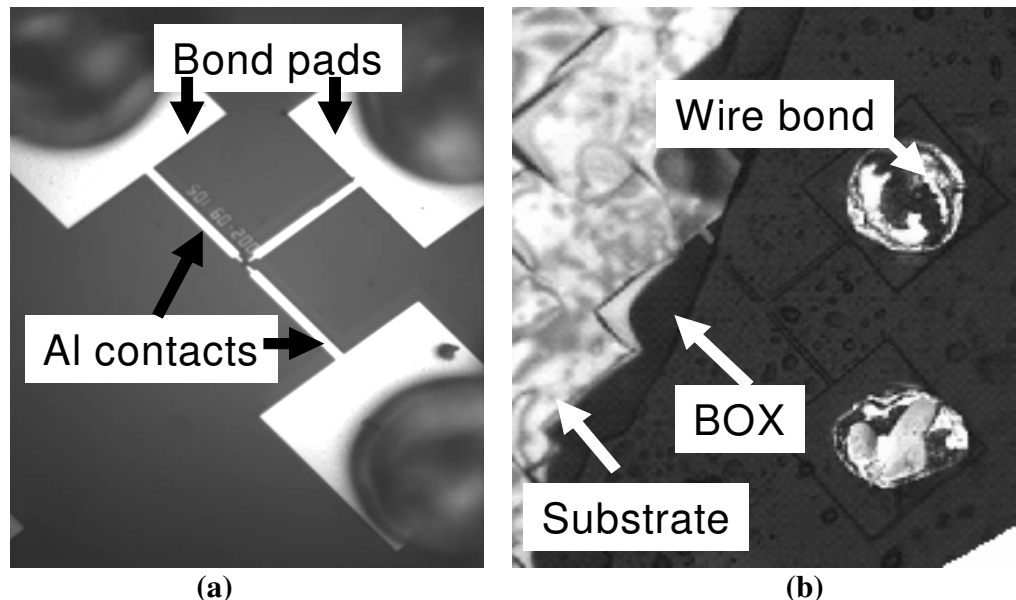 Bond pads
Al contacts
(a)
Wire bond
BOX
Substrate
(b)